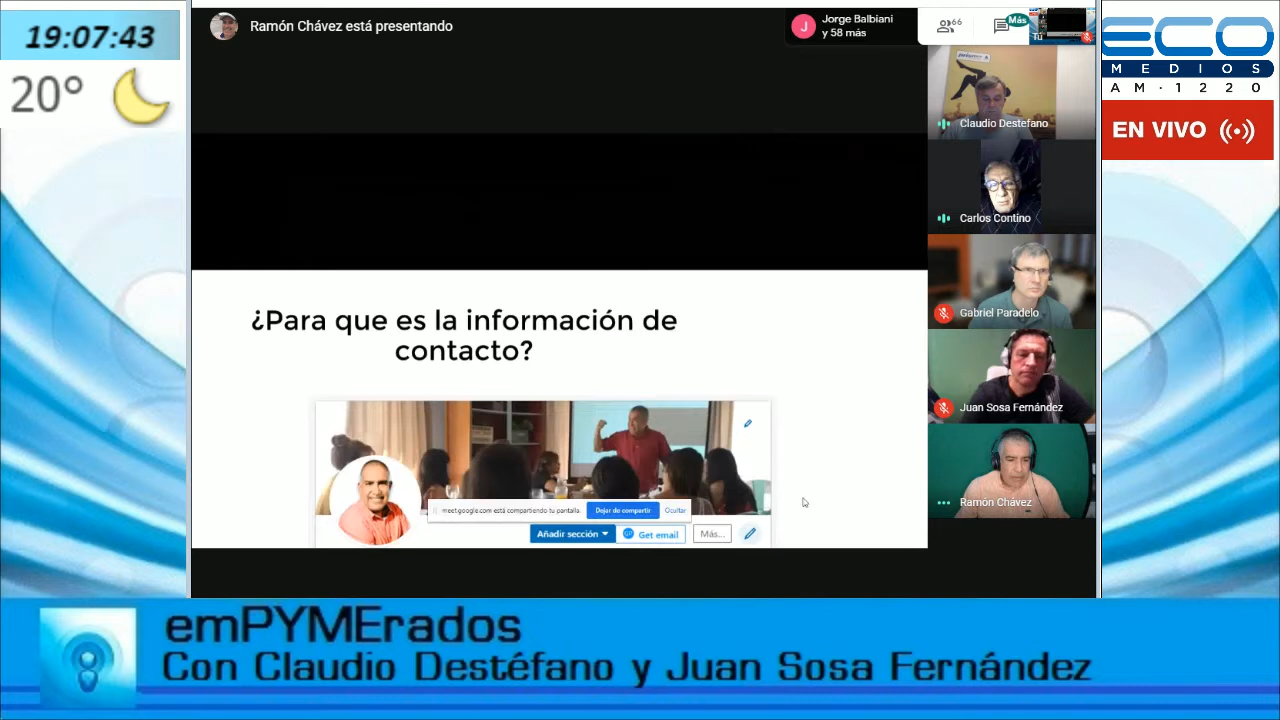 19:07:43
20°
Ramón Chávez está presentando
J
Jorge Balbiani
y 58 más
66
Más
Tú
ECO
MEDIOS
AM·1220
EN VIVO
Claudio Destefano
Carlos Contino
Gabriel Paradelo
Juan Sosa Fernández
Ramón Chávez
¿Para que es la información de
contacto?
meet.google.com está compartiendo tu pantalla.
Dejar de compartir
Ocultar
Añadir sección
Get email
Más...
emPYMErados
Con Claudio Destéfano y Juan Sosa Fernández